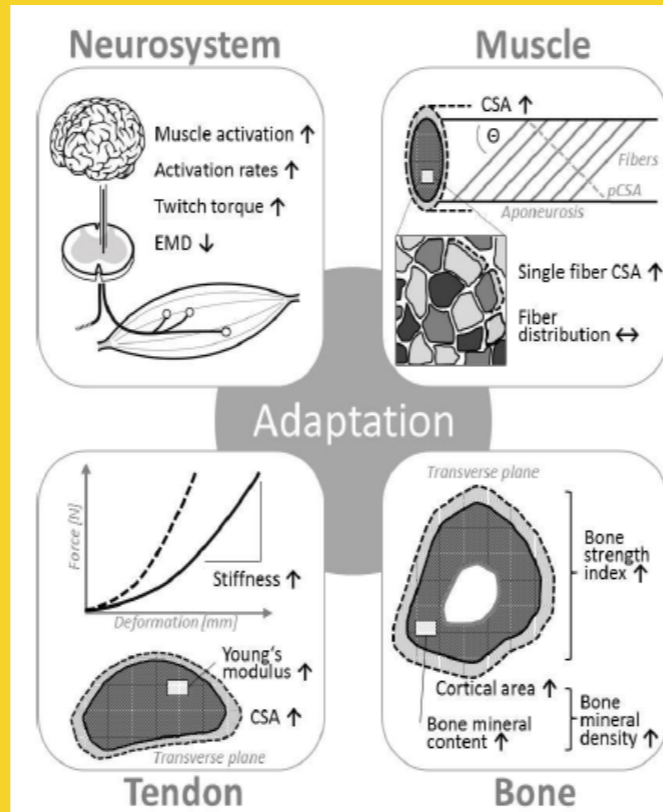 Neurosystem
Muscle activation ↑
Activation rates ↑
Twitch torque ↑
EMD ↓
Muscle
CSA ↑
Θ
Fibers
pCSA
Aponeurosis
Single fiber CSA ↑
Fiber
distribution ↔
Adaptation
Force [N]
Stiffness ↑
Deformation [mm]
Young's
modulus ↑
CSA ↑
Transverse plane
Tendon
Transverse plane
Bone
strength
index ↑
Cortical area ↑
Bone mineral
content ↑
Bone
mineral
density ↑
Bone